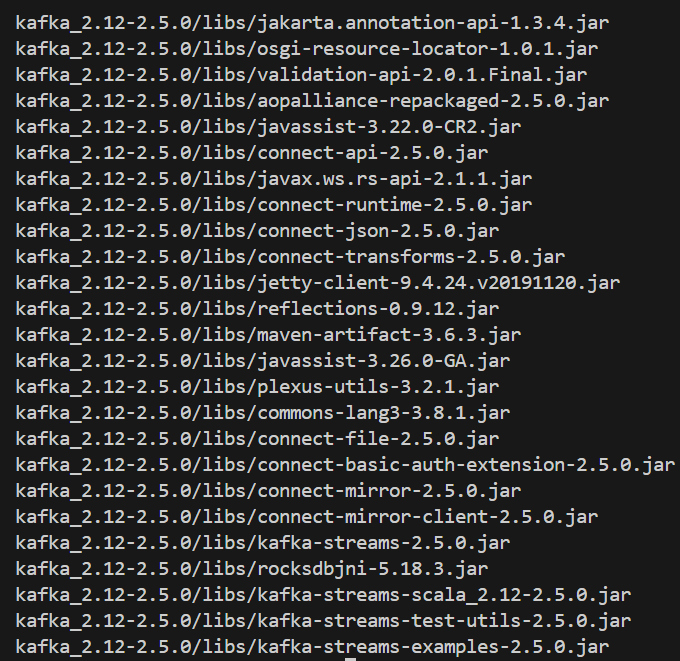 kafka_2.12-2.5.0/libs/jakarta.annotation-api-1.3.4.jar
kafka_2.12-2.5.0/libs/osgi-resource-locator-1.0.1.jar
kafka_2.12-2.5.0/libs/validation-api-2.0.1.Final.jar
kafka_2.12-2.5.0/libs/aopalliance-repackaged-2.5.0.jar
kafka_2.12-2.5.0/libs/javassist-3.22.0-CR2.jar
kafka_2.12-2.5.0/libs/connect-api-2.5.0.jar
kafka_2.12-2.5.0/libs/javax.ws.rs-api-2.1.1.jar
kafka_2.12-2.5.0/libs/connect-runtime-2.5.0.jar
kafka_2.12-2.5.0/libs/connect-json-2.5.0.jar
kafka_2.12-2.5.0/libs/connect-transforms-2.5.0.jar
kafka_2.12-2.5.0/libs/jetty-client-9.4.24.v20191120.jar
kafka_2.12-2.5.0/libs/reflections-0.9.12.jar
kafka_2.12-2.5.0/libs/maven-artifact-3.6.3.jar
kafka_2.12-2.5.0/libs/javassist-3.26.0-GA.jar
kafka_2.12-2.5.0/libs/plexus-utils-3.2.1.jar
kafka_2.12-2.5.0/libs/commons-lang3-3.8.1.jar
kafka_2.12-2.5.0/libs/connect-file-2.5.0.jar
kafka_2.12-2.5.0/libs/connect-basic-auth-extension-2.5.0.jar
kafka_2.12-2.5.0/libs/connect-mirror-2.5.0.jar
kafka_2.12-2.5.0/libs/connect-mirror-client-2.5.0.jar
kafka_2.12-2.5.0/libs/kafka-streams-2.5.0.jar
kafka_2.12-2.5.0/libs/rocksdbjni-5.18.3.jar
kafka_2.12-2.5.0/libs/kafka-streams-scala_2.12-2.5.0.jar
kafka_2.12-2.5.0/libs/kafka-streams-test-utils-2.5.0.jar
kafka_2.12-2.5.0/libs/kafka-streams-examples-2.5.0.jar